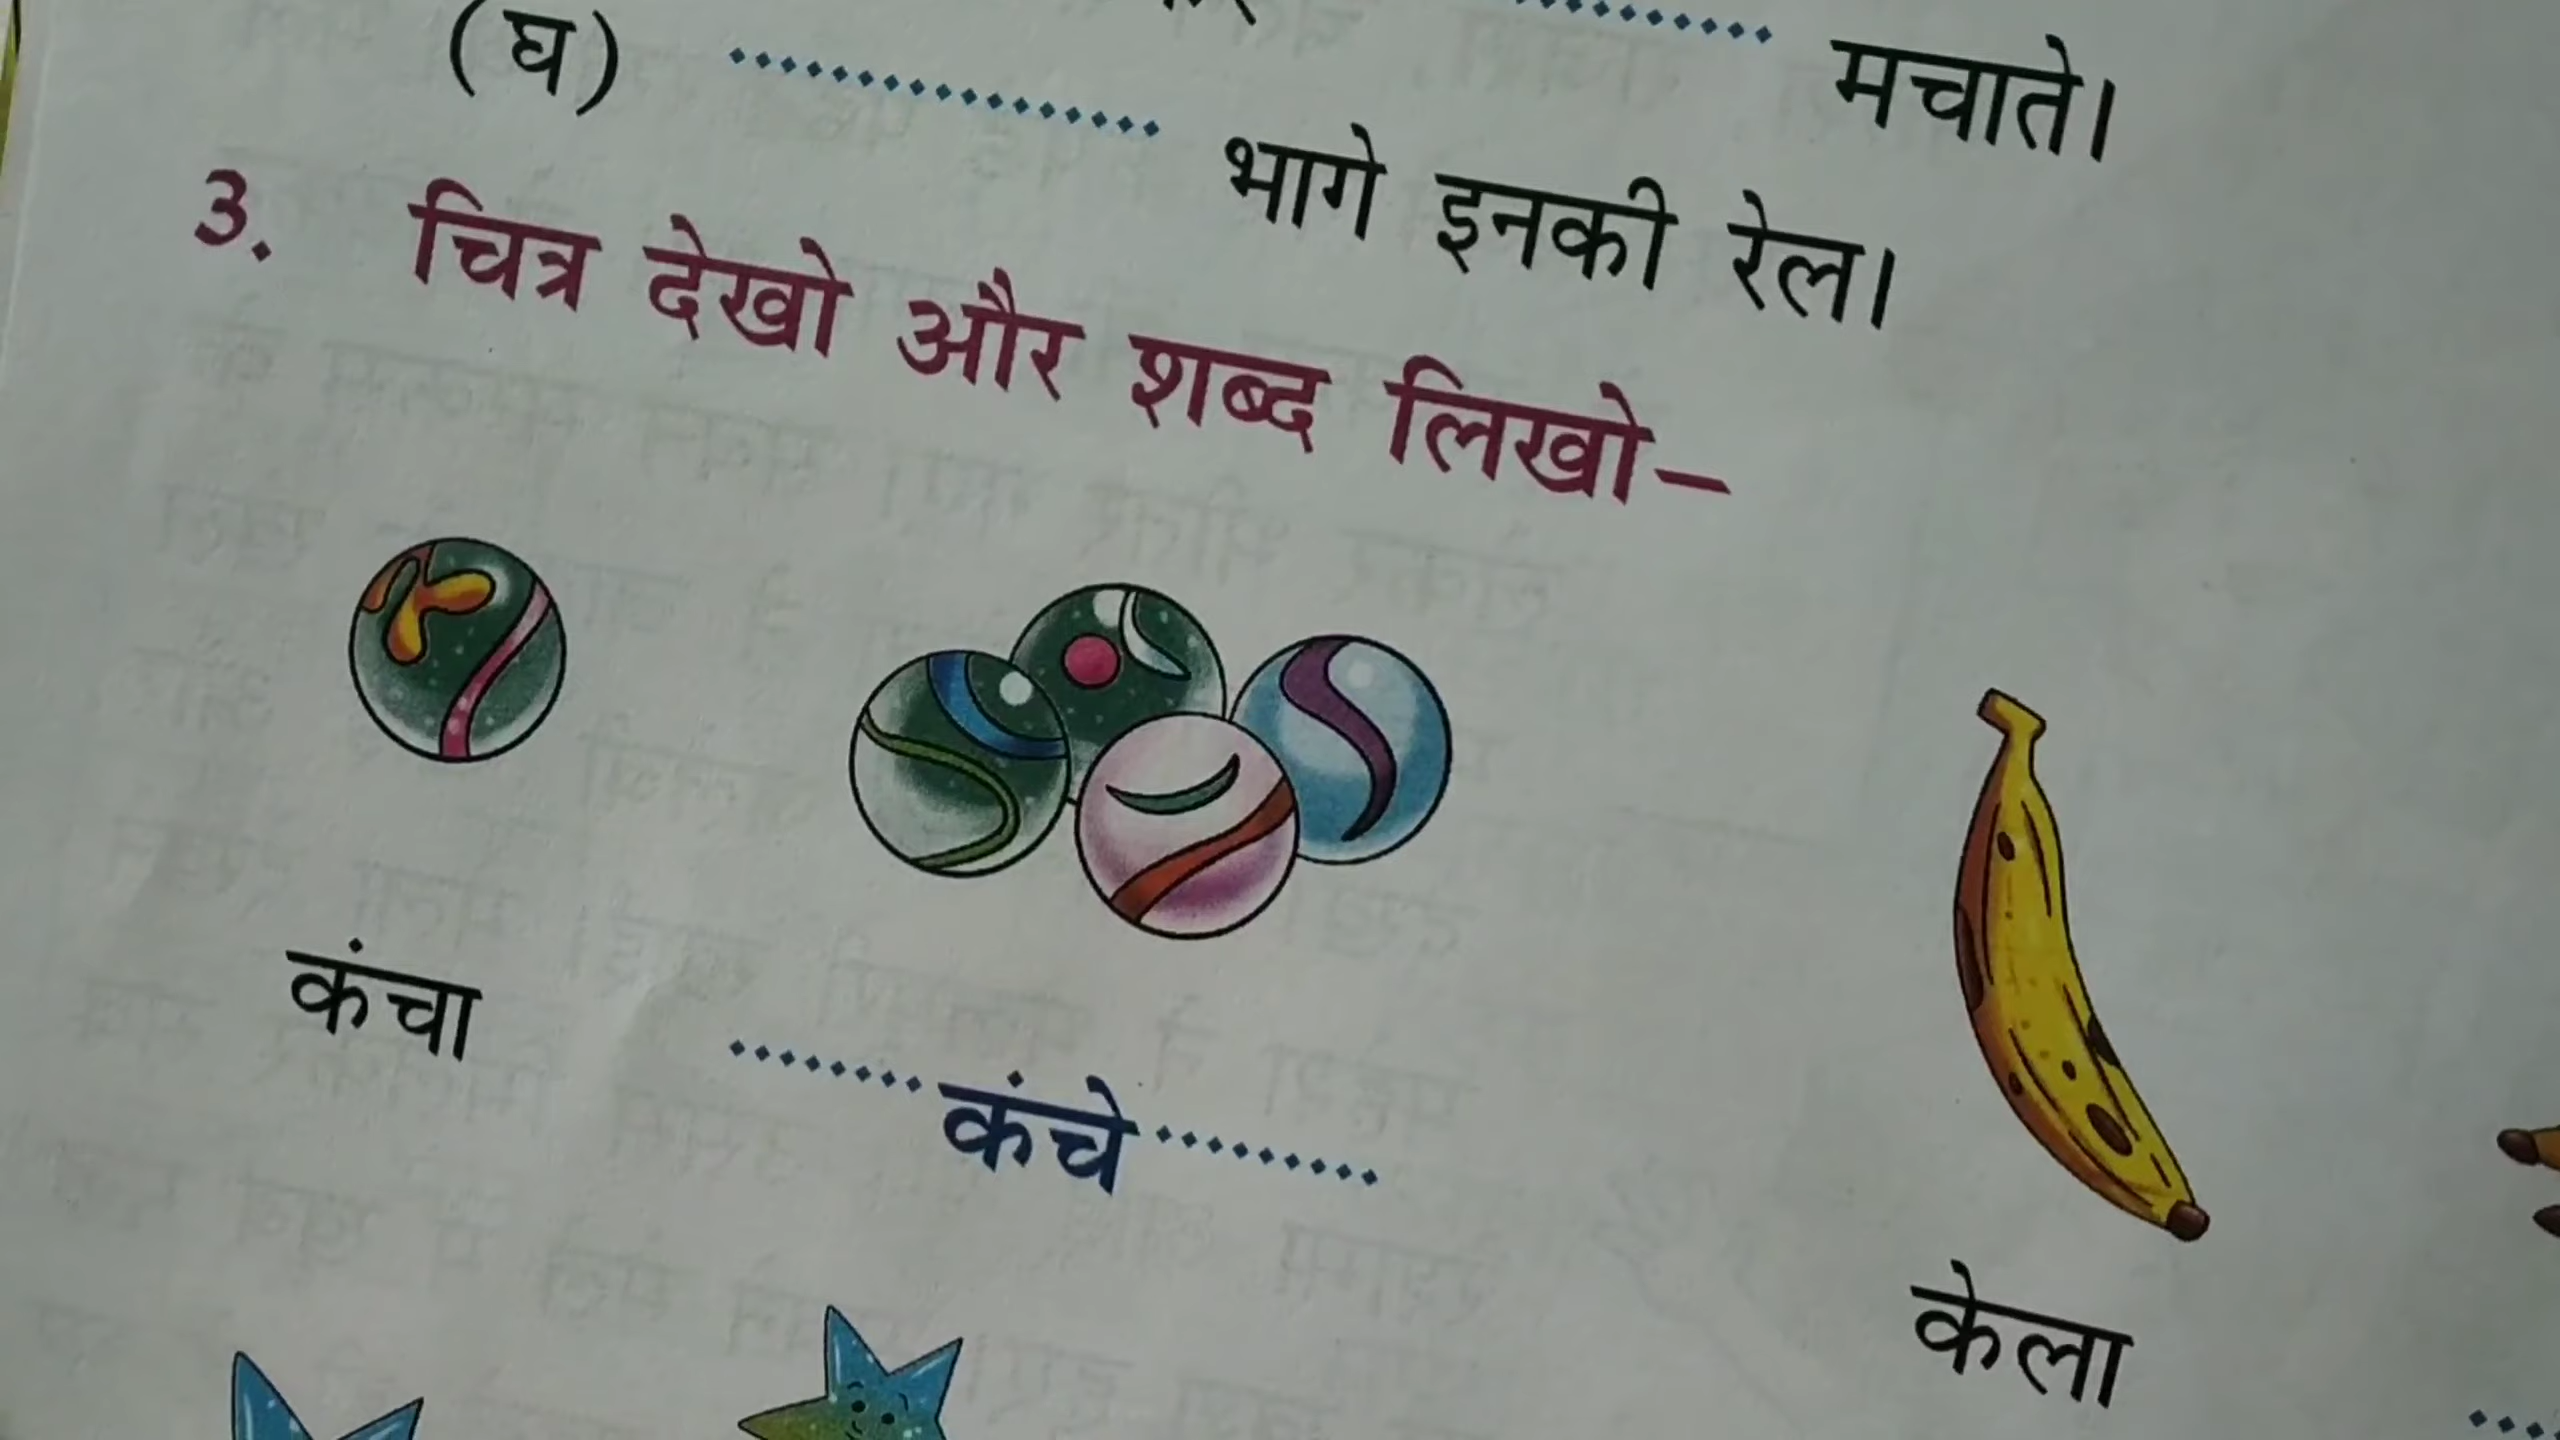 ............ मचाते।
(घ) .................. भागे इनकी रेल।
3. चित्र देखो और शब्द लिखो–
कंचा ........कंचे......... केला